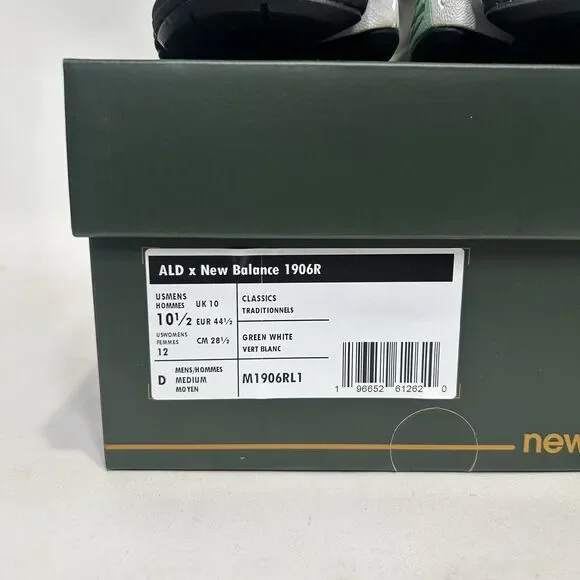 ALD x New Balance 1906R
USMENS
HOMMES
UK 10
10½
EUR 44½
USWOMENS
FEMMES
12
CM 28½
CLASSICS
TRADITIONNELS
GREEN WHITE
VERT BLANC
D
MENS/HOMMES
MEDIUM
MOYEN
M1906RL1
1 96652 61262 0
new